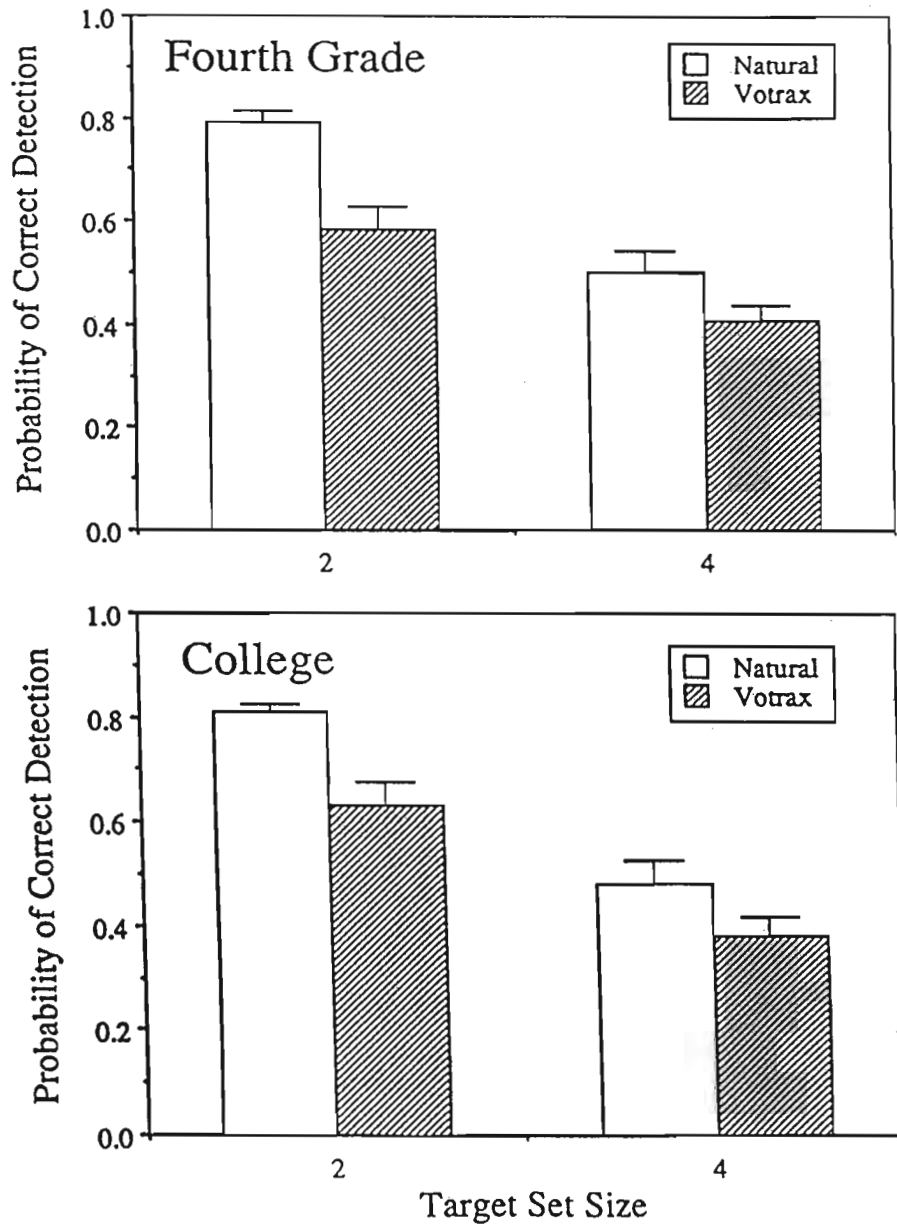 Fourth Grade
Natural
Votrax
Probability of Correct Detection
1.0
0.8
0.6
0.4
0.2
0.0
2
4
College
Natural
Votrax
Probability of Correct Detection
1.0
0.8
0.6
0.4
0.2
0.0
2
4
Target Set Size